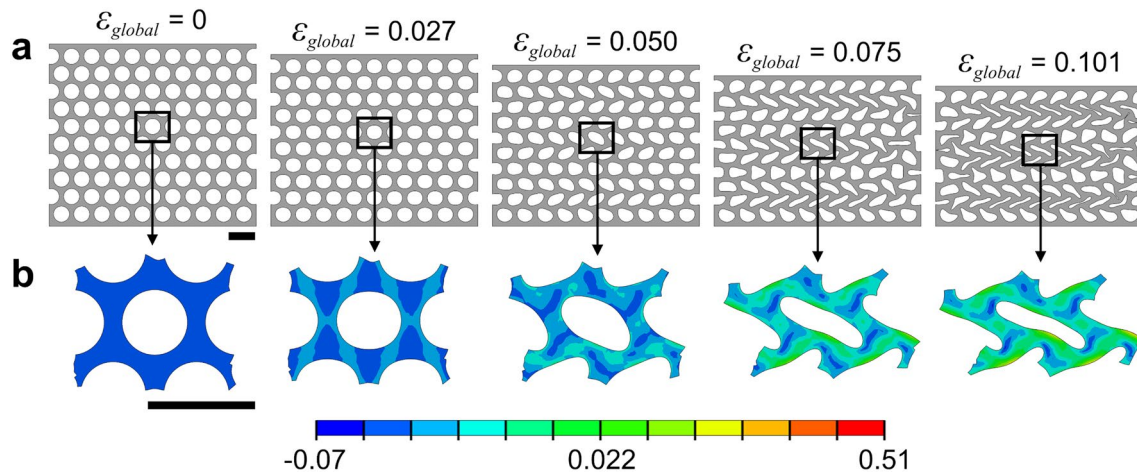 a
ε_global = 0
ε_global = 0.027
ε_global = 0.050
ε_global = 0.075
ε_global = 0.101
b
-0.07 0.022 0.51